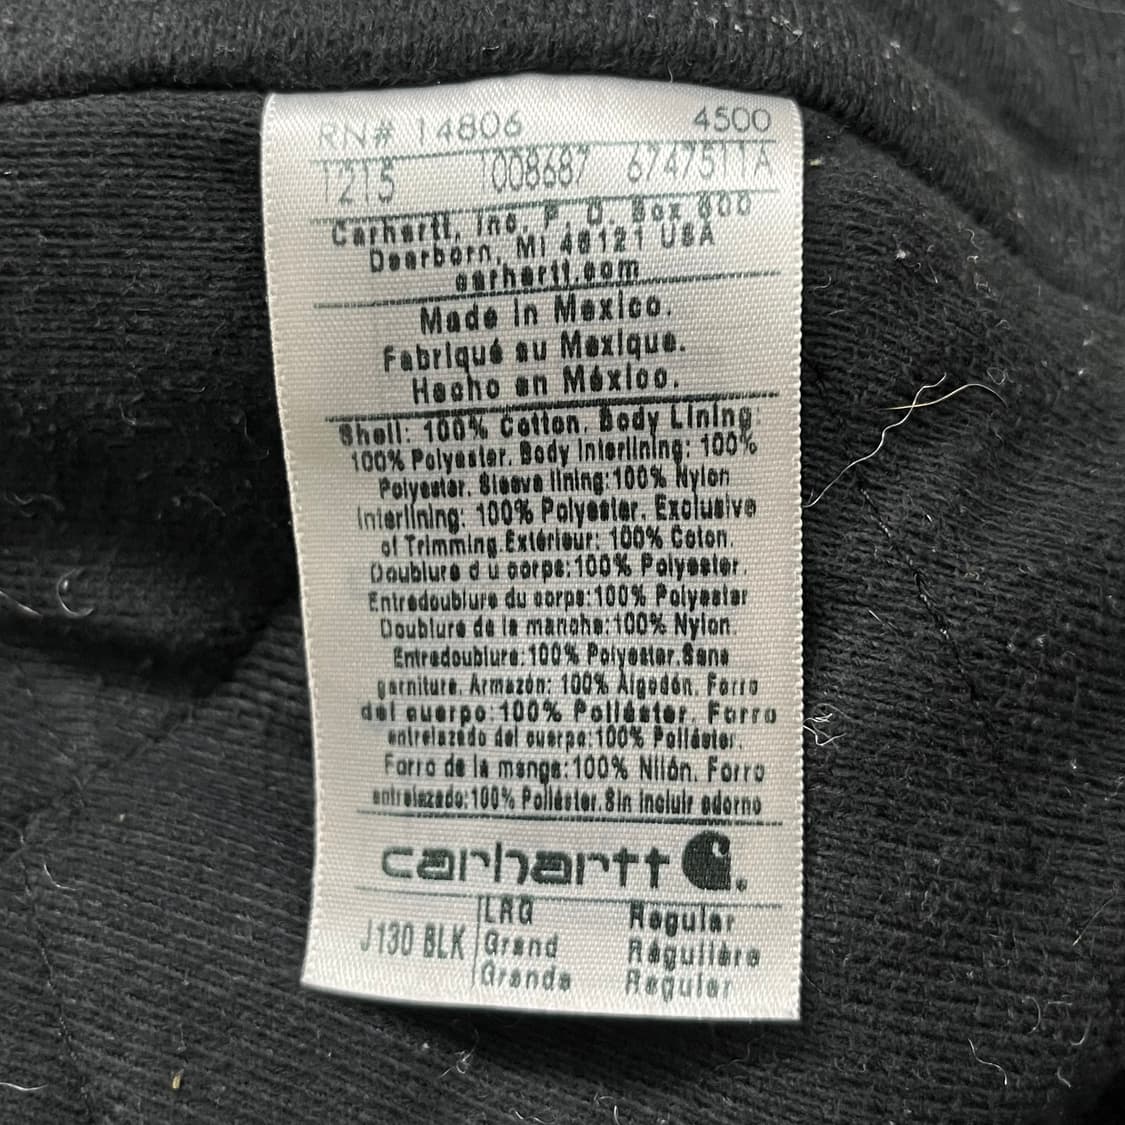 RN# 14806 4500
1215 1008687 6747511A
Carhartt, Inc. P. O. Box 600
Dearborn, MI 48121 USA
carhartt.com
Made in Mexico.
Fabriqué au Mexique.
Hecho en México.
Shell: 100% Cotton. Body Lining:
100% Polyester. Body Interlining: 100%
Polyester. Sleeve lining:100% Nylon
Interlining: 100% Polyester. Exclusive
of Trimming.Extérieur: 100% Coton.
Doublure d u corps:100% Polyester.
Entredoublure du corps:100% Polyester
Doublure de la manche:100% Nylon.
Entredoublure:100% Polyester.Sans
garniture. Armazón: 100% Algodón. Forro
del cuerpo:100% Poliéster. Forro
entrelazado del cuerpo:100% Poliéster.
Forro de la manga:100% Nilón. Forro
entrelazado:100% Poliéster.Sin incluir adorno
carhartt
J130 BLK LRG Regular
Grand Régulière
Grande Regular